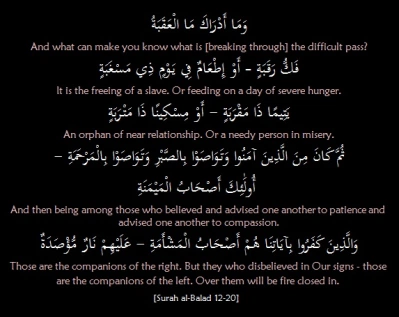 وَمَا أَدْرَاكَ مَا الْعَقَبَةُ
And what can make you know what is [breaking through] the difficult pass?
فَكُّ رَقَبَةٍ – أَوْ إِطْعَامٌ فِي يَوْمٍ ذِي مَسْغَبَةٍ
It is the freeing of a slave. Or feeding on a day of severe hunger.
يَتِيمًا ذَا مَقْرَبَةٍ – أَوْ مِسْكِينًا ذَا مَتْرَبَةٍ
An orphan of near relationship. Or a needy person in misery.
ثُمَّ كَانَ مِنَ الَّذِينَ آمَنُوا وَتَوَاصَوْا بِالصَّبْرِ وَتَوَاصَوْا بِالْمَرْحَمَةِ –
أُولَٰئِكَ أَصْحَابُ الْمَيْمَنَةِ
And then being among those who believed and advised one another to patience and
advised one another to compassion.
وَالَّذِينَ كَفَرُوا بِآيَاتِنَا هُمْ أَصْحَابُ الْمَشْأَمَةِ – عَلَيْهِمْ نَارٌ مُؤْصَدَةٌ
Those are the companions of the right. But they who disbelieved in Our signs - those
are the companions of the left. Over them will be fire closed in.
[Surah al-Balad 12-20]